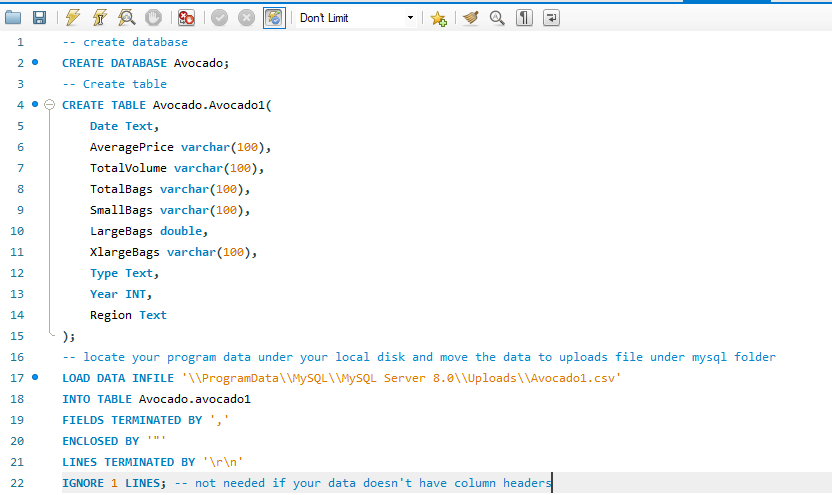 Don't Limit
1 -- create database
2 CREATE DATABASE Avocado;
3 -- Create table
4 CREATE TABLE Avocado.Avocado1(
5 Date Text,
6 AveragePrice varchar(100),
7 TotalVolume varchar(100),
8 TotalBags varchar(100),
9 SmallBags varchar(100),
10 LargeBags double,
11 XlargeBags varchar(100),
12 Type Text,
13 Year INT,
14 Region Text
15 );
16 -- locate your program data under your local disk and move the data to uploads file under mysql folder
17 LOAD DATA INFILE '\\ProgramData\\MySQL\\MySQL Server 8.0\\Uploads\\Avocado1.csv'
18 INTO TABLE Avocado.avocado1
19 FIELDS TERMINATED BY ','
20 ENCLOSED BY '"'
21 LINES TERMINATED BY '\r\n'
22 IGNORE 1 LINES; -- not needed if your data doesn't have column headers